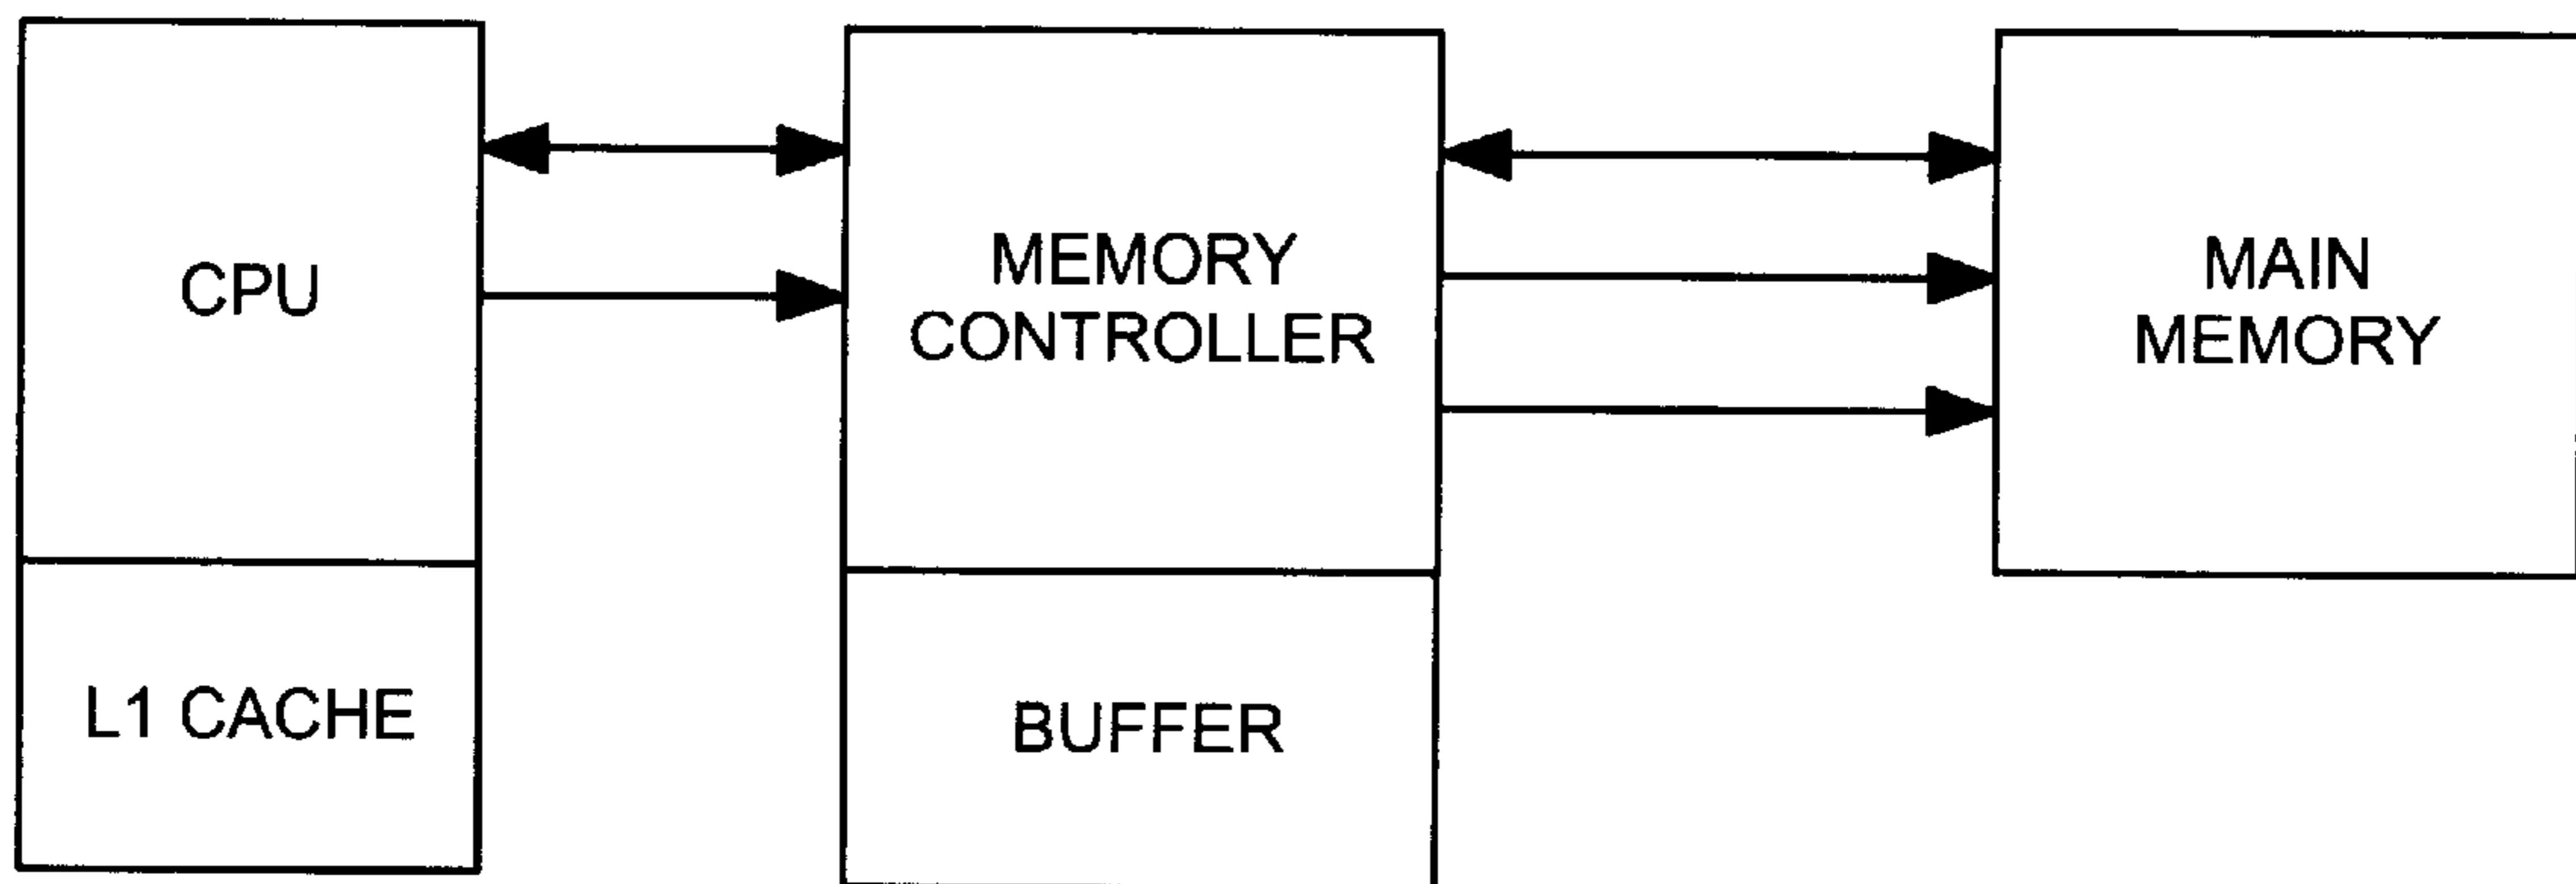 CPU
MEMORY
CONTROLLER
MAIN
MEMORY
L1 CACHE
BUFFER